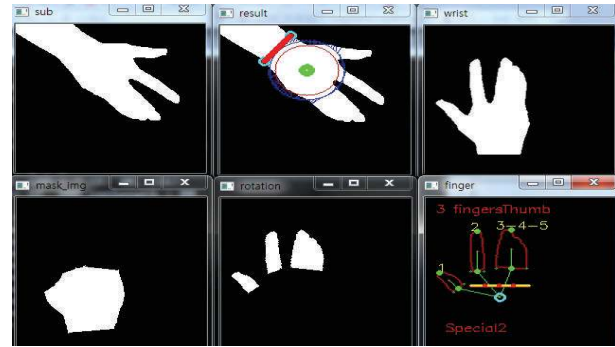 sub
result
wrist
mask_img
rotation
finger
3 fingersThumb
2 3-4-5
1
Special2